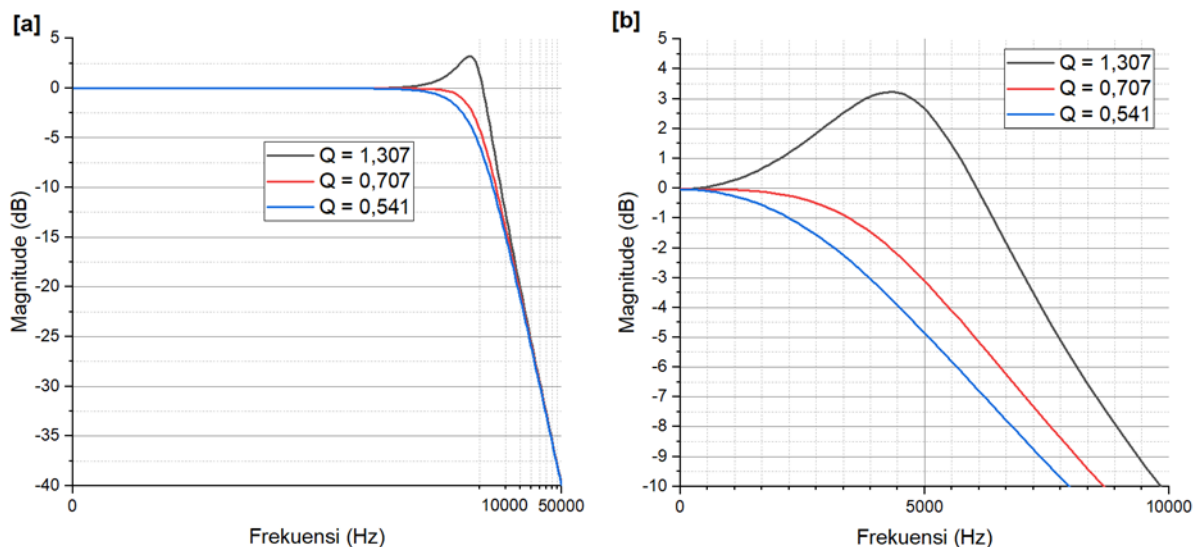 [a]
5
0
-5
-10
-15
-20
-25
-30
-35
-40
Magnitude (dB)
Q = 1,307
Q = 0,707
Q = 0,541
0
10000
50000
Frekuensi (Hz)
[b]
5
4
3
2
1
0
-1
-2
-3
-4
-5
-6
-7
-8
-9
-10
Magnitude (dB)
Q = 1,307
Q = 0,707
Q = 0,541
0
5000
10000
Frekuensi (Hz)